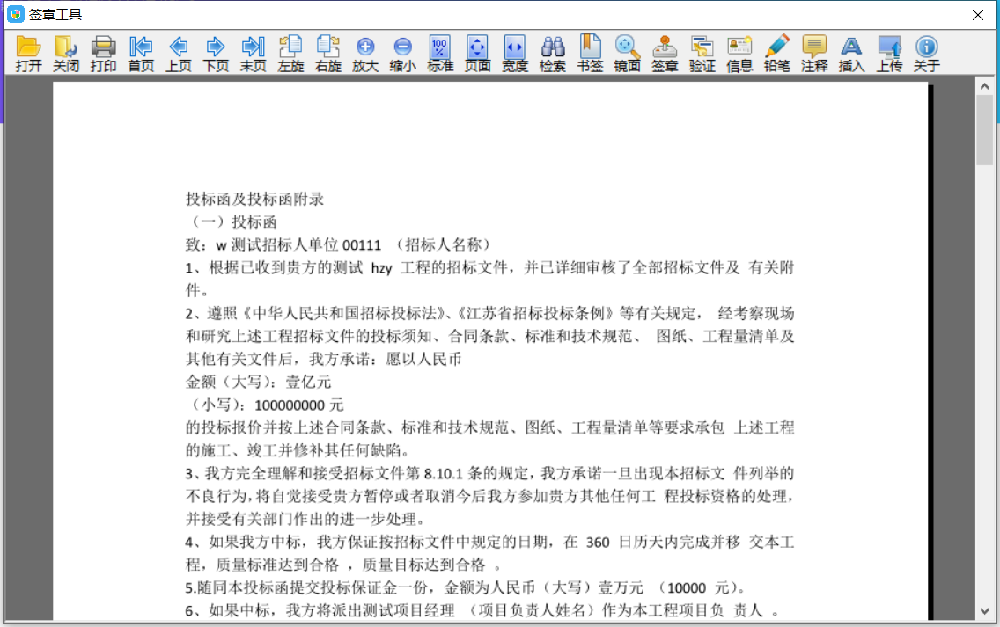 签章工具
打开 关闭 打印 首页 上页 下页 末页 左旋 右旋 放大 缩小 标准 页面 宽度 检索 书签 镜面 签章 验证 信息 铅笔 注释 插入 上传 关于
投标函及投标函附录
（一）投标函
致：w 测试招标人单位 00111 （招标人名称）
1、根据已收到贵方的测试 hzy 工程的招标文件，并已详细审核了全部招标文件及 有关附
件。
2、遵照《中华人民共和国招标投标法》、《江苏省招标投标条例》等有关规定， 经考察现场
和研究上述工程招标文件的投标须知、合同条款、标准和技术规范、 图纸、工程量清单及
其他有关文件后，我方承诺：愿以人民币
金额（大写）：壹亿元
（小写）：100000000 元
的投标报价并按上述合同条款、标准和技术规范、图纸、工程量清单等要求承包 上述工程
的施工、竣工并修补其任何缺陷。
3、我方完全理解和接受招标文件第 8.10.1 条的规定，我方承诺一旦出现本招标文 件列举的
不良行为，将自觉接受贵方暂停或者取消今后我方参加贵方其他任何工 程投标资格的处理，
并接受有关部门作出的进一步处理。
4、如果我方中标，我方保证按招标文件中规定的日期，在 360 日历天内完成并移 交本工
程，质量标准达到合格 ，质量目标达到合格 。
5.随同本投标函提交投标保证金一份，金额为人民币（大写）壹万元 （10000 元）。
6、如果中标，我方将派出测试项目经理 （项目负责人姓名）作为本工程项目负 责人 。